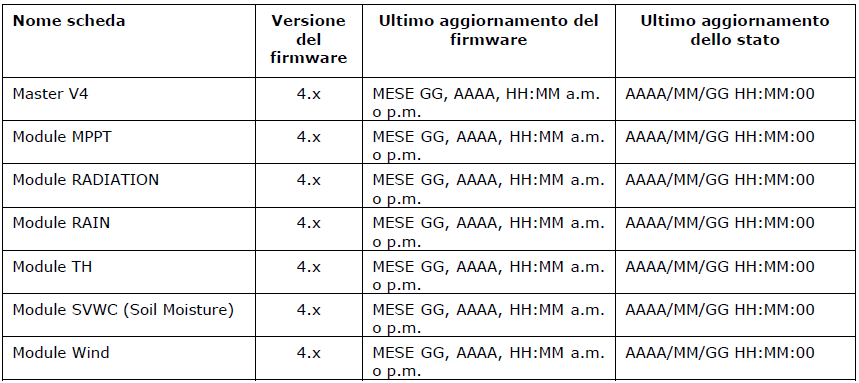 Nome scheda
Versione
del
firmware
Ultimo aggiornamento del
firmware
Ultimo aggiornamento
dello stato
Master V4
4.x
MESE GG, AAAA, HH:MM a.m.
o p.m.
AAAA/MM/GG HH:MM:00
Module MPPT
4.x
MESE GG, AAAA, HH:MM a.m.
o p.m.
AAAA/MM/GG HH:MM:00
Module RADIATION
4.x
MESE GG, AAAA, HH:MM a.m.
o p.m.
AAAA/MM/GG HH:MM:00
Module RAIN
4.x
MESE GG, AAAA, HH:MM a.m.
o p.m.
AAAA/MM/GG HH:MM:00
Module TH
4.x
MESE GG, AAAA, HH:MM a.m.
o p.m.
AAAA/MM/GG HH:MM:00
Module SVWC (Soil Moisture)
4.x
MESE GG, AAAA, HH:MM a.m.
o p.m.
AAAA/MM/GG HH:MM:00
Module Wind
4.x
MESE GG, AAAA, HH:MM a.m.
o p.m.
AAAA/MM/GG HH:MM:00